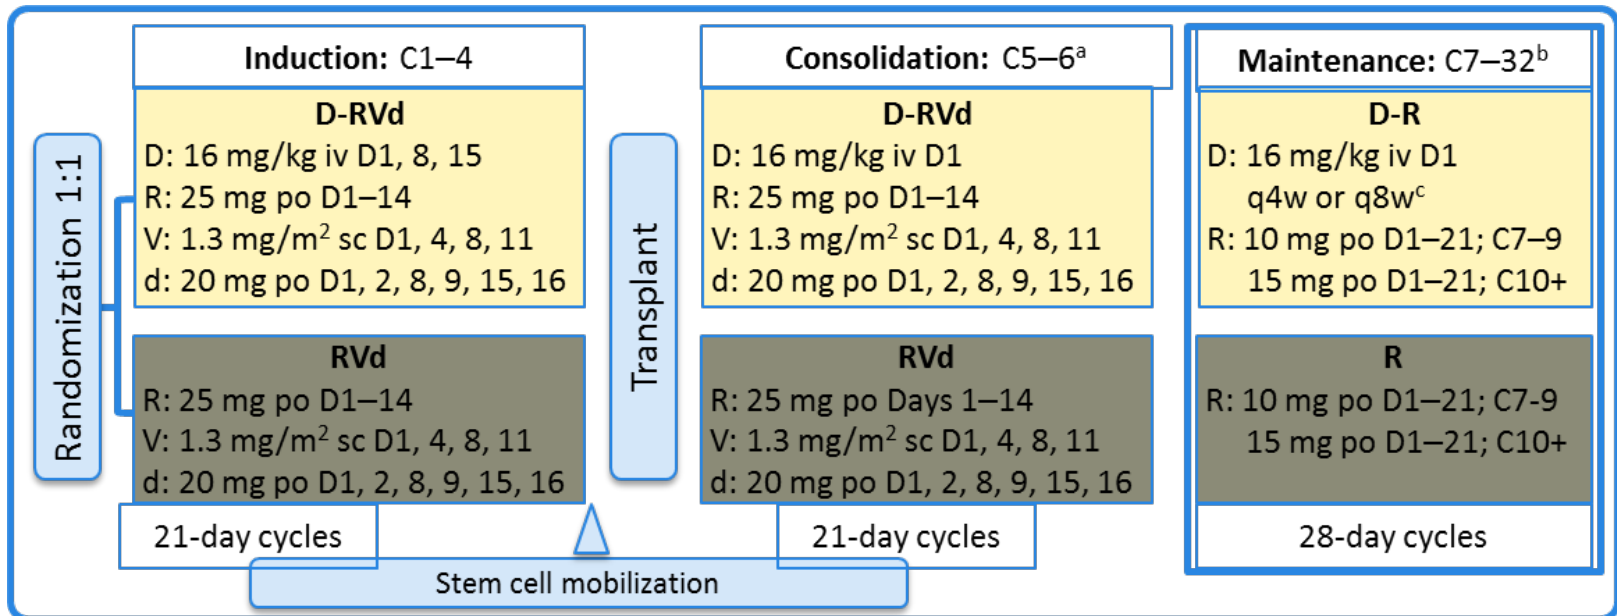 Randomization 1:1
Induction: C1–4
D-RVd
D: 16 mg/kg iv D1, 8, 15
R: 25 mg po D1–14
V: 1.3 mg/m² sc D1, 4, 8, 11
d: 20 mg po D1, 2, 8, 9, 15, 16
RVd
R: 25 mg po D1–14
V: 1.3 mg/m² sc D1, 4, 8, 11
d: 20 mg po D1, 2, 8, 9, 15, 16
21-day cycles
Stem cell mobilization
Transplant
Consolidation: C5–6ᵃ
D-RVd
D: 16 mg/kg iv D1
R: 25 mg po D1–14
V: 1.3 mg/m² sc D1, 4, 8, 11
d: 20 mg po D1, 2, 8, 9, 15, 16
RVd
R: 25 mg po Days 1–14
V: 1.3 mg/m² sc D1, 4, 8, 11
d: 20 mg po D1, 2, 8, 9, 15, 16
21-day cycles
Maintenance: C7–32ᵇ
D-R
D: 16 mg/kg iv D1
q4w or q8wᶜ
R: 10 mg po D1–21; C7–9
15 mg po D1–21; C10+
R
R: 10 mg po D1–21; C7-9
15 mg po D1–21; C10+
28-day cycles